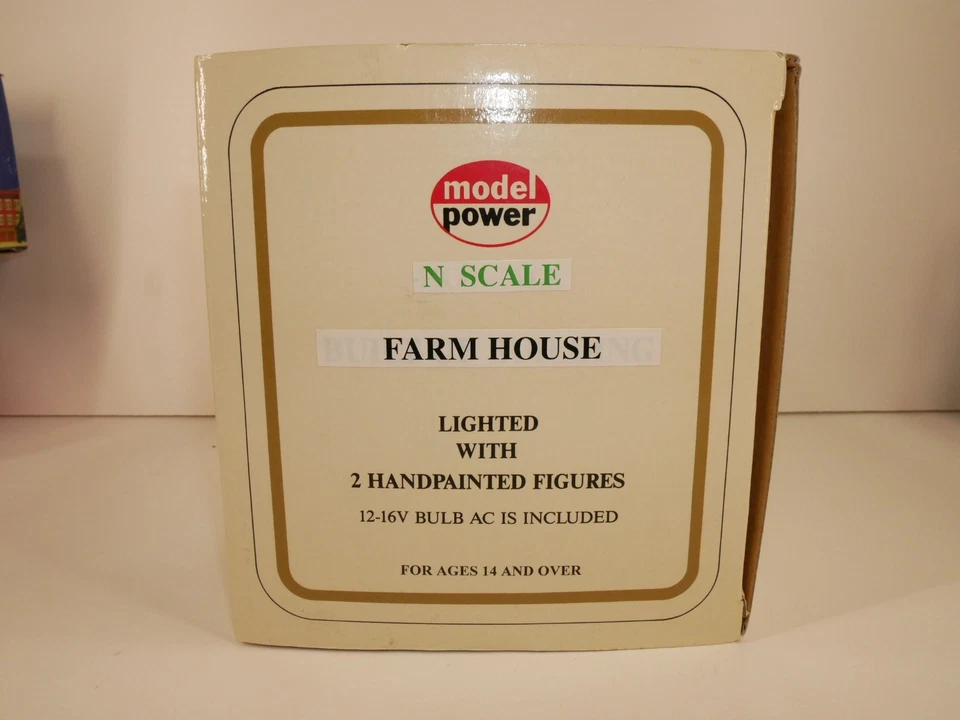 model
power
N SCALE
FARM HOUSE
LIGHTED
WITH
2 HANDPAINTED FIGURES
12-16V BULB AC IS INCLUDED
FOR AGES 14 AND OVER